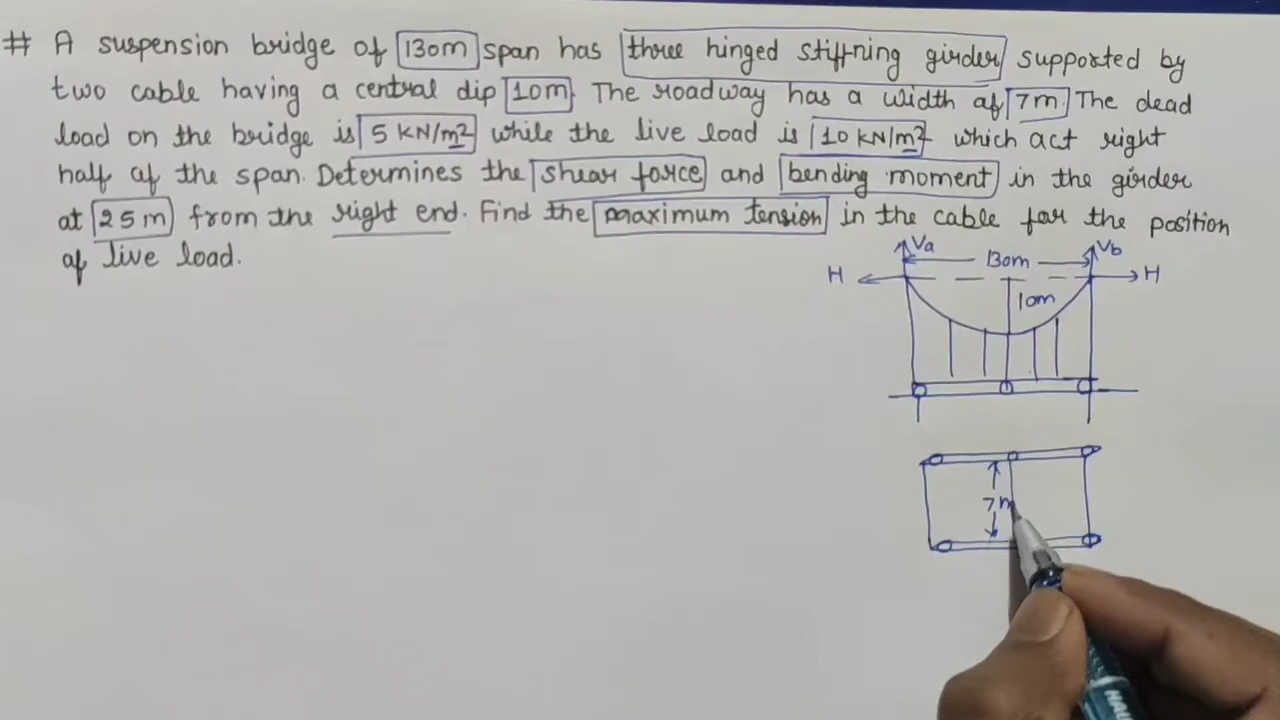 # A suspension bridge of 130m span has three hinged stiffning girder supported by
two cable having a central dip 10m. The roadway has a width of 7m. The dead
load on the bridge is 5 KN/m² while the live load is 10 KN/m² which act right
half of the span. Determines the shear force and bending moment in the girder
at 25m from the right end. Find the maximum tension in the cable for the position
of live load.
Va Vb
H 130m H
10m
7m